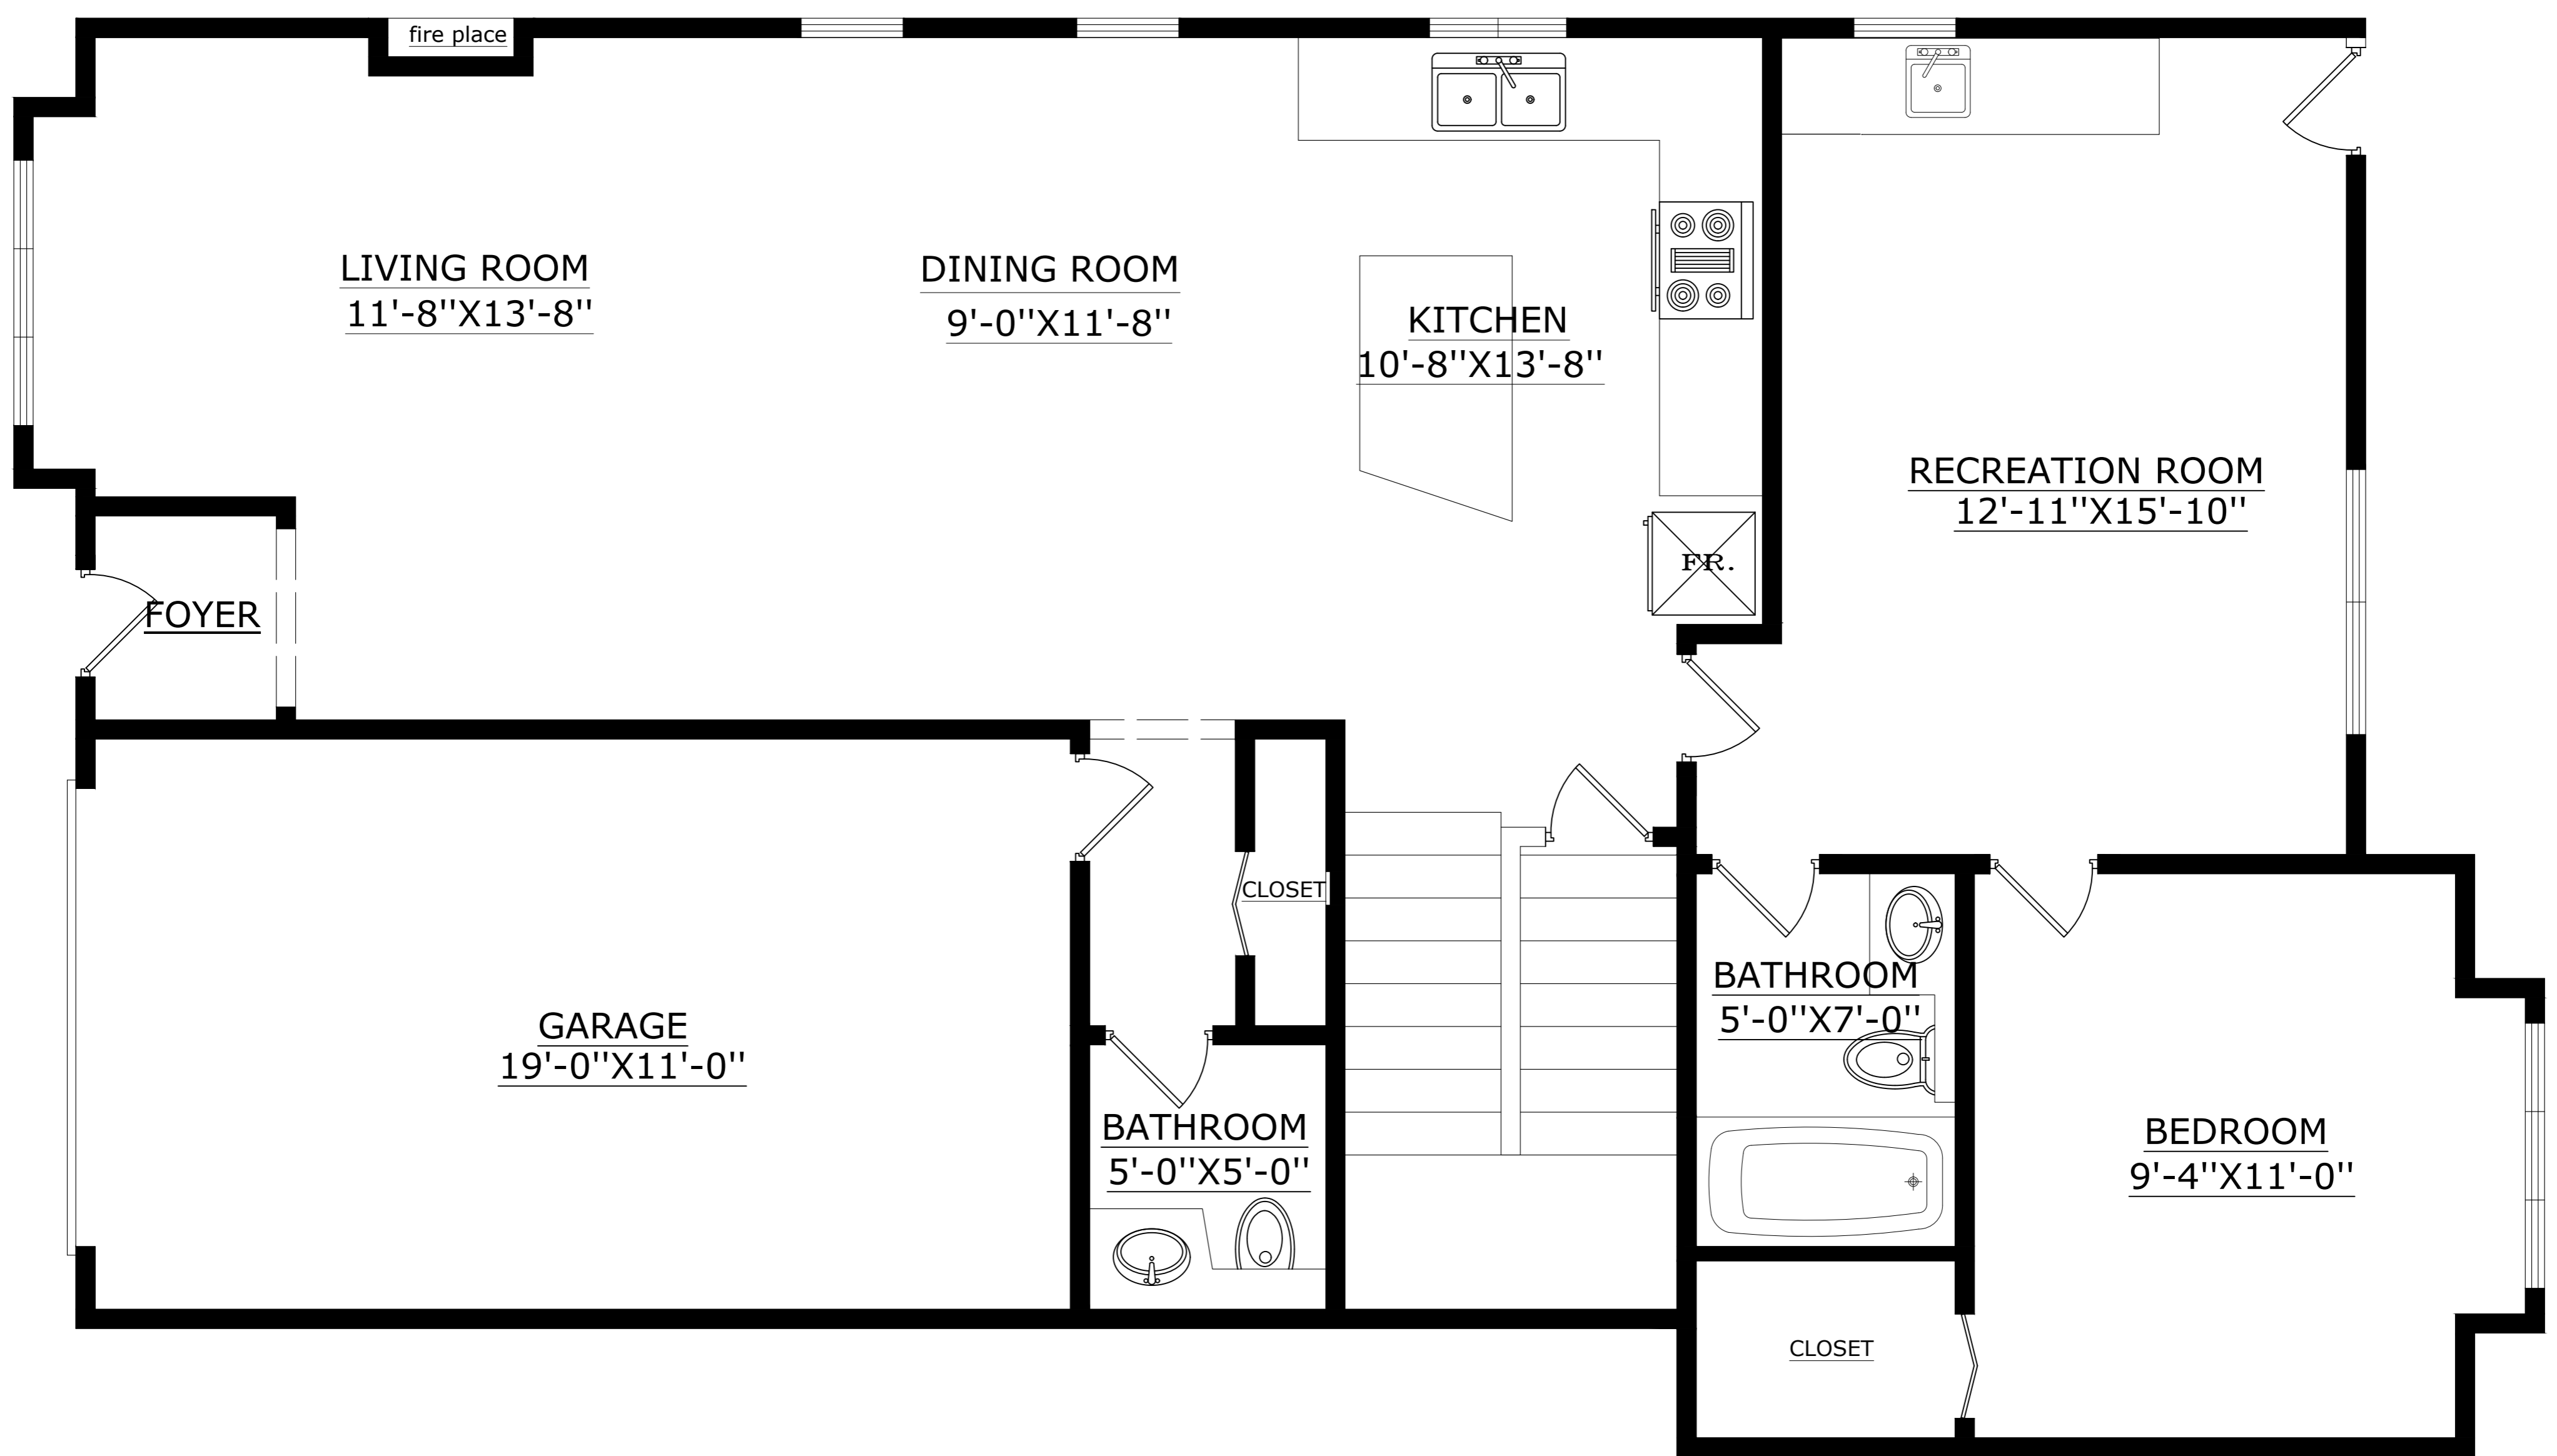 fire place
LIVING ROOM
11'-8''X13'-8''
DINING ROOM
9'-0''X11'-8''
KITCHEN
10'-8''X13'-8''
RECREATION ROOM
12'-11''X15'-10''
FR.
FOYER
CLOSET
GARAGE
19'-0''X11'-0''
BATHROOM
5'-0''X5'-0''
BATHROOM
5'-0''X7'-0''
BEDROOM
9'-4''X11'-0''
CLOSET